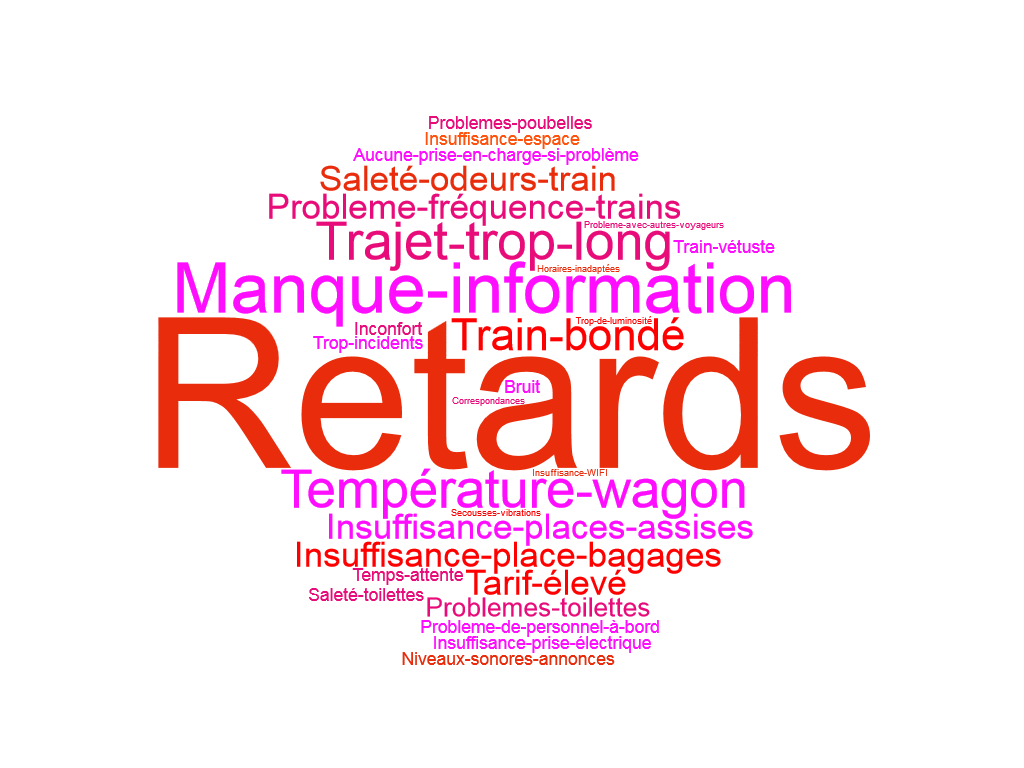 Problemes-poubelles
Insuffisance-espace
Aucune-prise-en-charge-si-problème
Saleté-odeurs-train
Probleme-fréquence-trains
Probleme-avec-autres-voyageurs
Trajet-trop-long
Train-vétuste
Horaires-inadaptées
Manque-information
Trop-de-luminosité
Inconfort
Train-bondé
Trop-incidents
Retards
Bruit
Correspondances
Insuffisance-WIFI
Température-wagon
Secousses-vibrations
Insuffisance-places-assises
Insuffisance-place-bagages
Temps-attente
Tarif-élevé
Saleté-toilettes
Problemes-toilettes
Probleme-de-personnel-à-bord
Insuffisance-prise-électrique
Niveaux-sonores-annonces